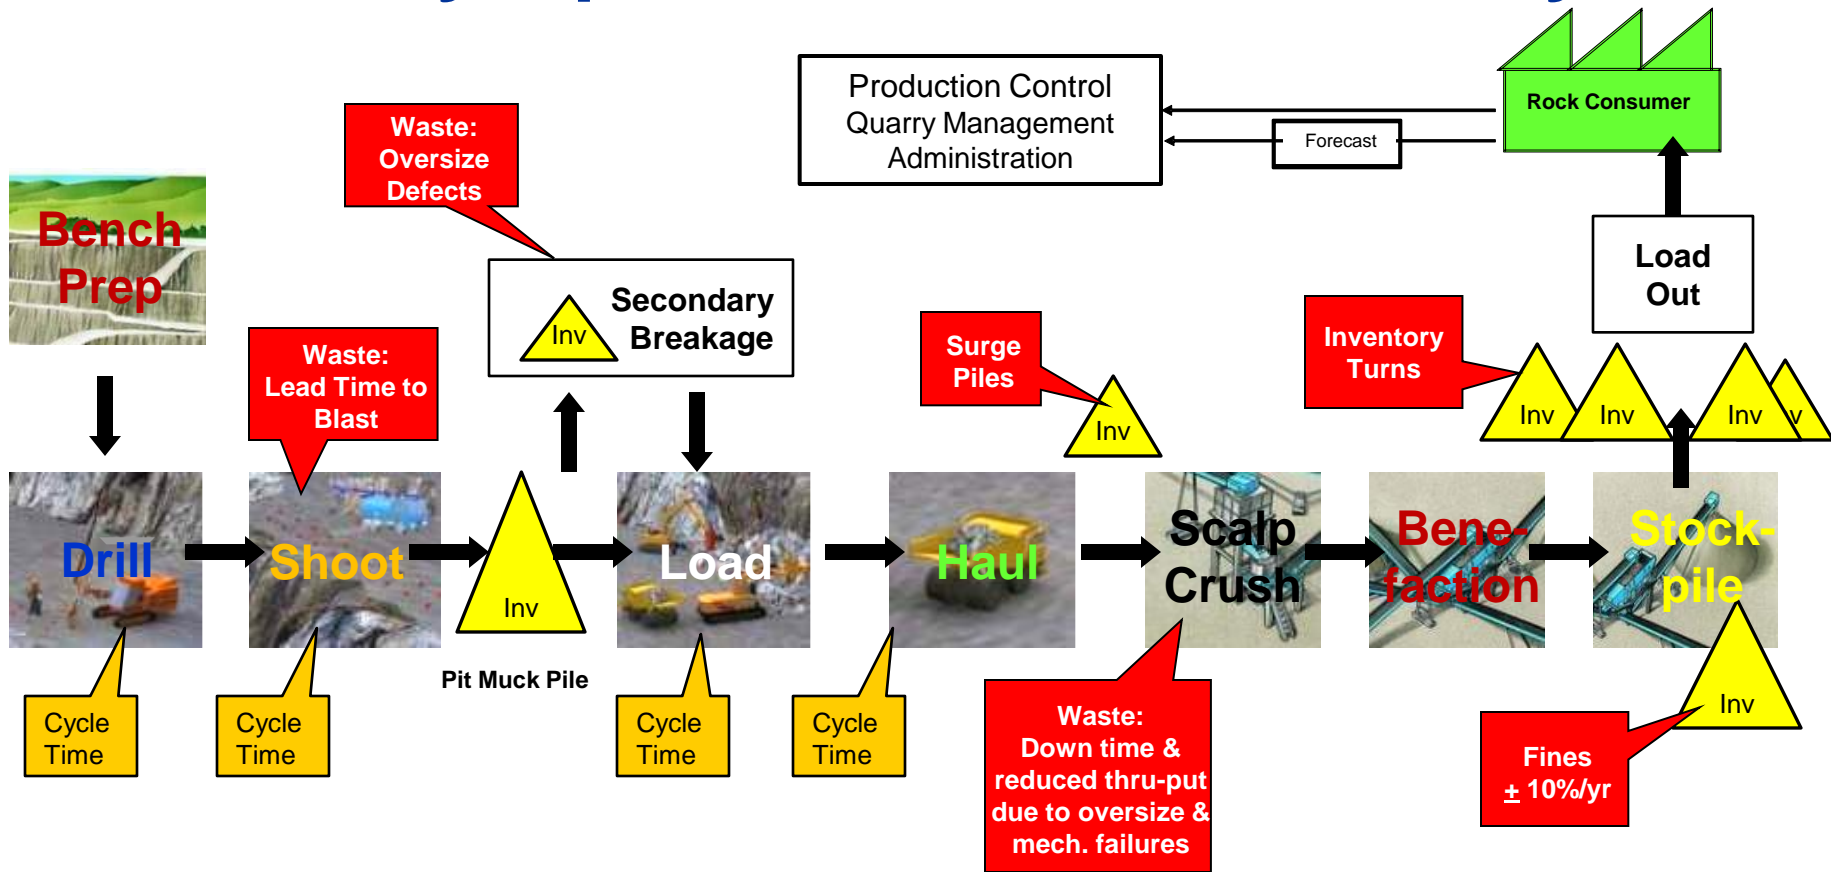 Production Control
Quarry Management
Administration
Forecast
Rock Consumer
Waste:
Oversize
Defects
Bench
Prep
Load
Out
Inv
Secondary
Breakage
Waste:
Lead Time to
Blast
Surge
Piles
Inv
Inventory
Turns
Inv
Inv
Inv
v
Drill
Shoot
Inv
Load
Haul
Scalp
Crush
Bene-
faction
Stock-
pile
Pit Muck Pile
Cycle
Time
Cycle
Time
Cycle
Time
Cycle
Time
Waste:
Down time &
reduced thru-put
due to oversize &
mech. failures
Inv
Fines
± 10%/yr